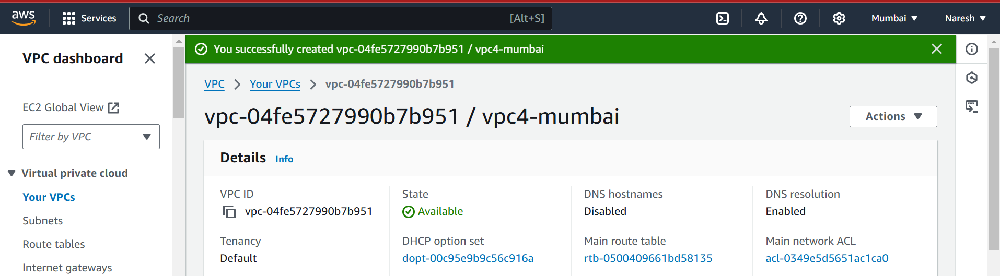 aws Services Search [Alt+S] Mumbai Naresh
You successfully created vpc-04fe5727990b7b951 / vpc4-mumbai
VPC dashboard
EC2 Global View
Filter by VPC
Virtual private cloud
Your VPCs
Subnets
Route tables
Internet gateways
VPC Your VPCs vpc-04fe5727990b7b951
vpc-04fe5727990b7b951 / vpc4-mumbai
Actions
Details Info
VPC ID
vpc-04fe5727990b7b951
State
Available
DNS hostnames
Disabled
DNS resolution
Enabled
Tenancy
Default
DHCP option set
dopt-00c95e9b9c56c916a
Main route table
rtb-0500409661bd58135
Main network ACL
acl-0349e5d5651ac1ca0